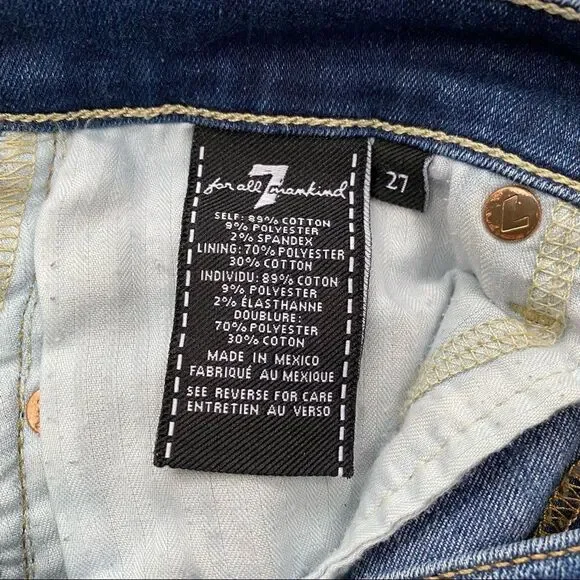 7
for all mankind
27
SELF: 89% COTTON
9% POLYESTER
2% SPANDEX
LINING: 70% POLYESTER
30% COTTON
INDIVIDU: 89% COTON
9% POLYESTER
2% ÉLASTHANNE
DOUBLURE:
70% POLYESTER
30% COTON
MADE IN MEXICO
FABRIQUÉ AU MEXIQUE
SEE REVERSE FOR CARE
ENTRETIEN AU VERSO